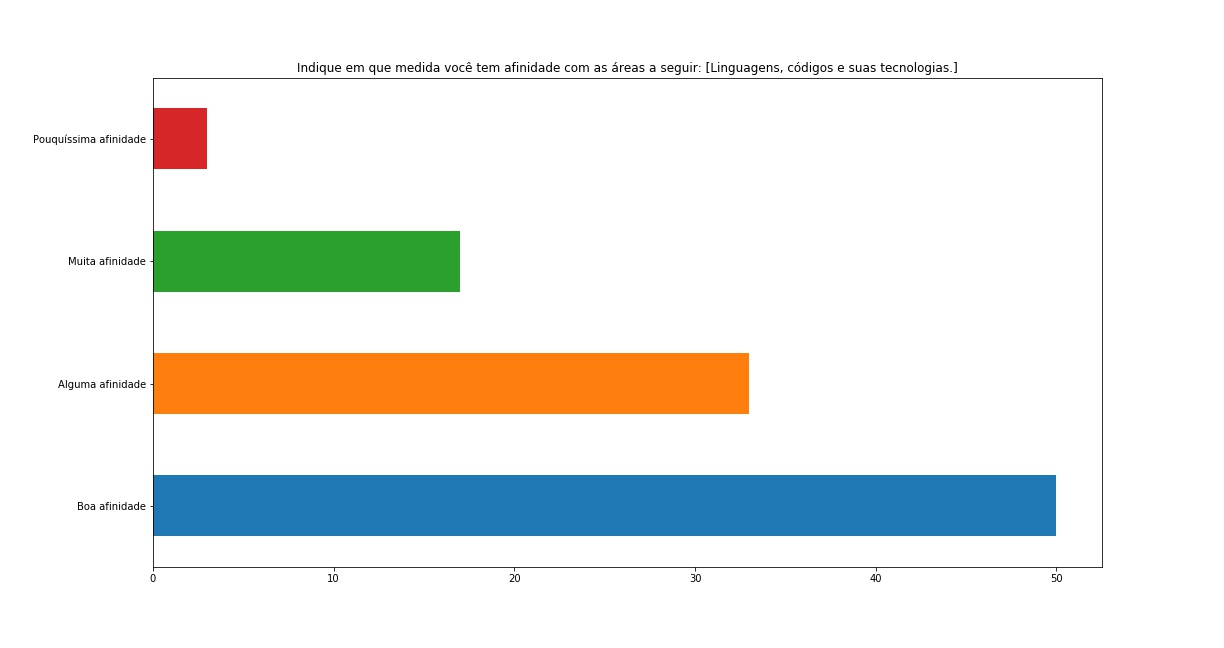 Indique em que medida você tem afinidade com as áreas a seguir: [Linguagens, códigos e suas tecnologias.]
Pouquíssima afinidade
Muita afinidade
Alguma afinidade
Boa afinidade
0 10 20 30 40 50